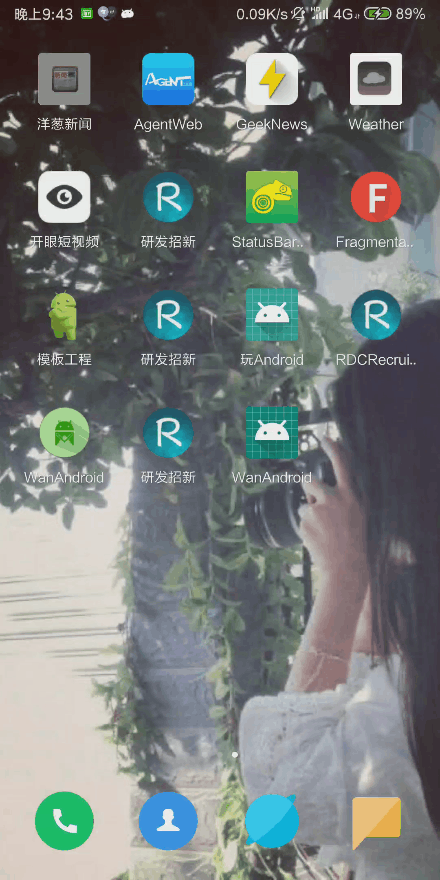 晚上9:43 0.09K/s HD 4G 89%
洋葱新闻 AgentWeb GeekNews Weather
开眼短视频 研发招新 StatusBar.. Fragmenta..
模板工程 研发招新 玩Android RDCRecrui..
WanAndroid 研发招新 WanAndroid